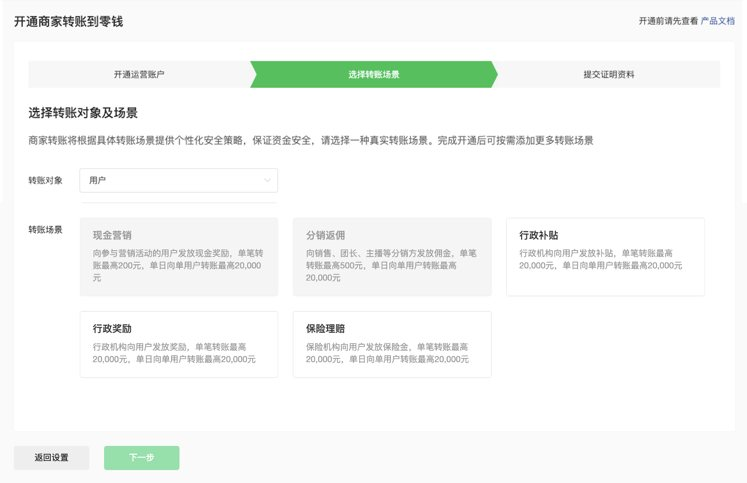 开通商家转账到零钱
开通前请先查看 产品文档
开通运营账户
选择转账场景
提交证明资料
选择转账对象及场景
商家转账将根据具体转账场景提供个性化安全策略，保证资金安全，请选择一种真实转账场景。完成开通后可按需添加更多转账场景
转账对象
用户
转账场景
现金营销
向参与营销活动的用户发放现金奖励，单笔转
账最高200元，单日向单用户转账最高20,000
元
分销返佣
向销售、团长、主播等分销方发放佣金，单笔
转账最高500元，单日向单用户转账最高
20,000元
行政补贴
行政机构向用户发放补贴，单笔转账最高
20,000元，单日向单用户转账最高20,000元
行政奖励
行政机构向用户发放奖励，单笔转账最高
20,000元，单日向单用户转账最高20,000元
保险理赔
保险机构向用户发放保险金，单笔转账最高
20,000元，单日向单用户转账最高20,000元
返回设置
下一步